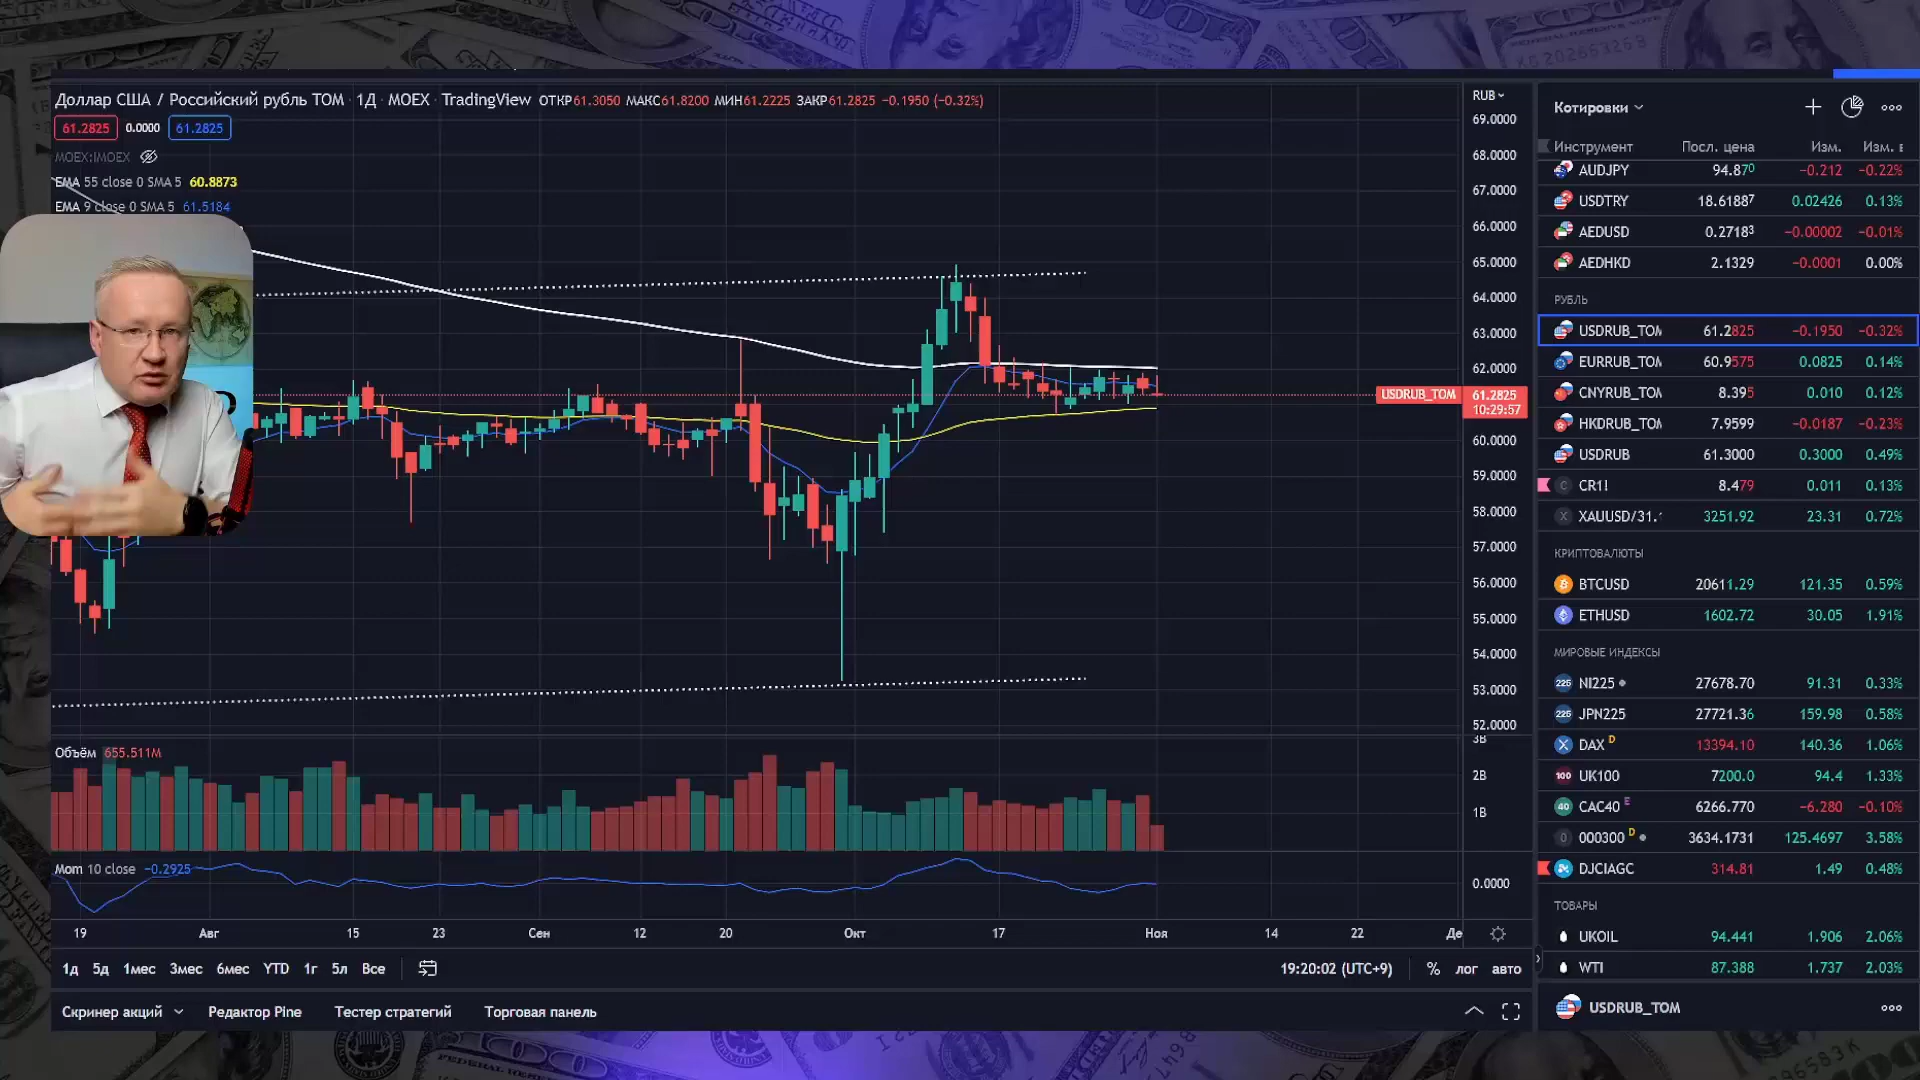 Доллар США / Российский рубль ТОМ · 1Д · MOEX · TradingView ОТКР61.3050 МАКС61.8200 МИН61.2225 ЗАКР61.2825 −0.1950 (−0.32%)
61.2825 0.0000 61.2825
MOEX:IMOEX
EMA 55 close 0 SMA 5 60.8873
EMA 9 close 0 SMA 5 61.5184
RUB
69.0000
68.0000
67.0000
66.0000
65.0000
64.0000
63.0000
62.0000
USDRUB_TOM 61.2825
10:29:57
60.0000
59.0000
58.0000
57.0000
56.0000
55.0000
54.0000
53.0000
52.0000
Объём 655.511M
3B
2B
1B
Mom 10 close −0.2925
0.0000
19 Авг 15 23 Сен 12 20 Окт 17 Ноя 14 22 Де
1д 5д 1мес 3мес 6мес YTD 1г 5л Все
19:20:02 (UTC+9) % лог авто
Скринер акций Редактор Pine Тестер стратегий Торговая панель
Котировки
Инструмент Посл. цена Изм. Изм. в
AUDJPY 94.870 −0.212 −0.22%
USDTRY 18.61887 0.02426 0.13%
AEDUSD 0.27183 −0.00002 −0.01%
AEDHKD 2.1329 −0.0001 0.00%
РУБЛЬ
USDRUB_TOM 61.2825 −0.1950 −0.32%
EURRUB_TOM 60.9575 0.0825 0.14%
CNYRUB_TOM 8.395 0.010 0.12%
HKDRUB_TOM 7.9599 −0.0187 −0.23%
USDRUB 61.3000 0.3000 0.49%
CR1! 8.479 0.011 0.13%
XAUUSD/31.1 3251.92 23.31 0.72%
КРИПТОВАЛЮТЫ
BTCUSD 20611.29 121.35 0.59%
ETHUSD 1602.72 30.05 1.91%
МИРОВЫЕ ИНДЕКСЫ
NI225 27678.70 91.31 0.33%
JPN225 27721.36 159.98 0.58%
DAX D 13394.10 140.36 1.06%
UK100 7200.0 94.4 1.33%
CAC40 E 6266.770 −6.280 −0.10%
000300 D 3634.1731 125.4697 3.58%
DJCIAGC 314.81 1.49 0.48%
ТОВАРЫ
UKOIL 94.441 1.906 2.06%
WTI 87.388 1.737 2.03%
USDRUB_TOM